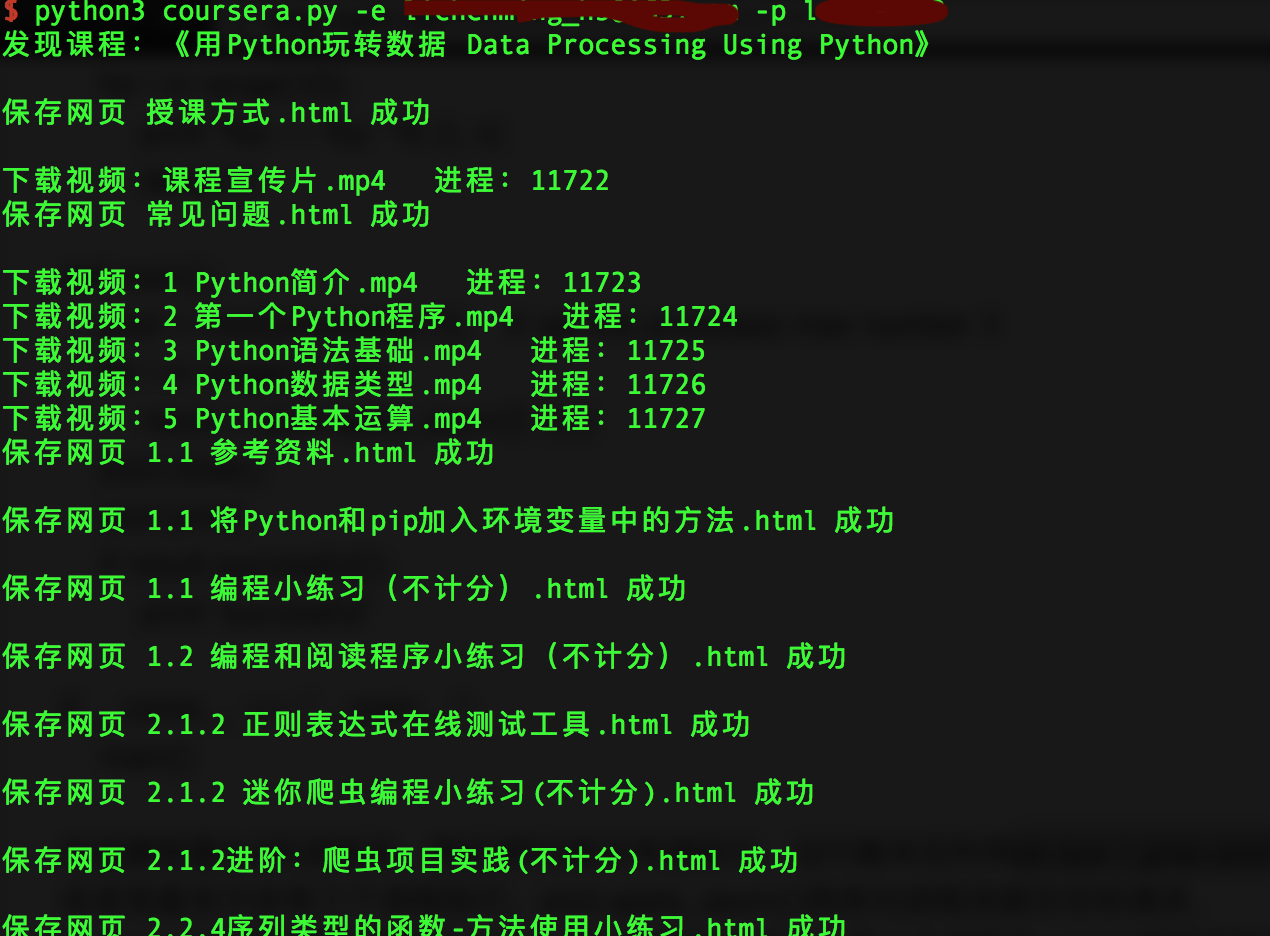 $ python3 coursera.py -e -p l
发现课程：《用Python玩转数据 Data Processing Using Python》
保存网页 授课方式.html 成功
下载视频：课程宣传片.mp4 进程：11722
保存网页 常见问题.html 成功
下载视频：1 Python简介.mp4 进程：11723
下载视频：2 第一个Python程序.mp4 进程：11724
下载视频：3 Python语法基础.mp4 进程：11725
下载视频：4 Python数据类型.mp4 进程：11726
下载视频：5 Python基本运算.mp4 进程：11727
保存网页 1.1 参考资料.html 成功
保存网页 1.1 将Python和pip加入环境变量中的方法.html 成功
保存网页 1.1 编程小练习（不计分）.html 成功
保存网页 1.2 编程和阅读程序小练习（不计分）.html 成功
保存网页 2.1.2 正则表达式在线测试工具.html 成功
保存网页 2.1.2 迷你爬虫编程小练习(不计分).html 成功
保存网页 2.1.2进阶：爬虫项目实践(不计分).html 成功
保存网页 2.2.4序列类型的函数-方法使用小练习.html 成功